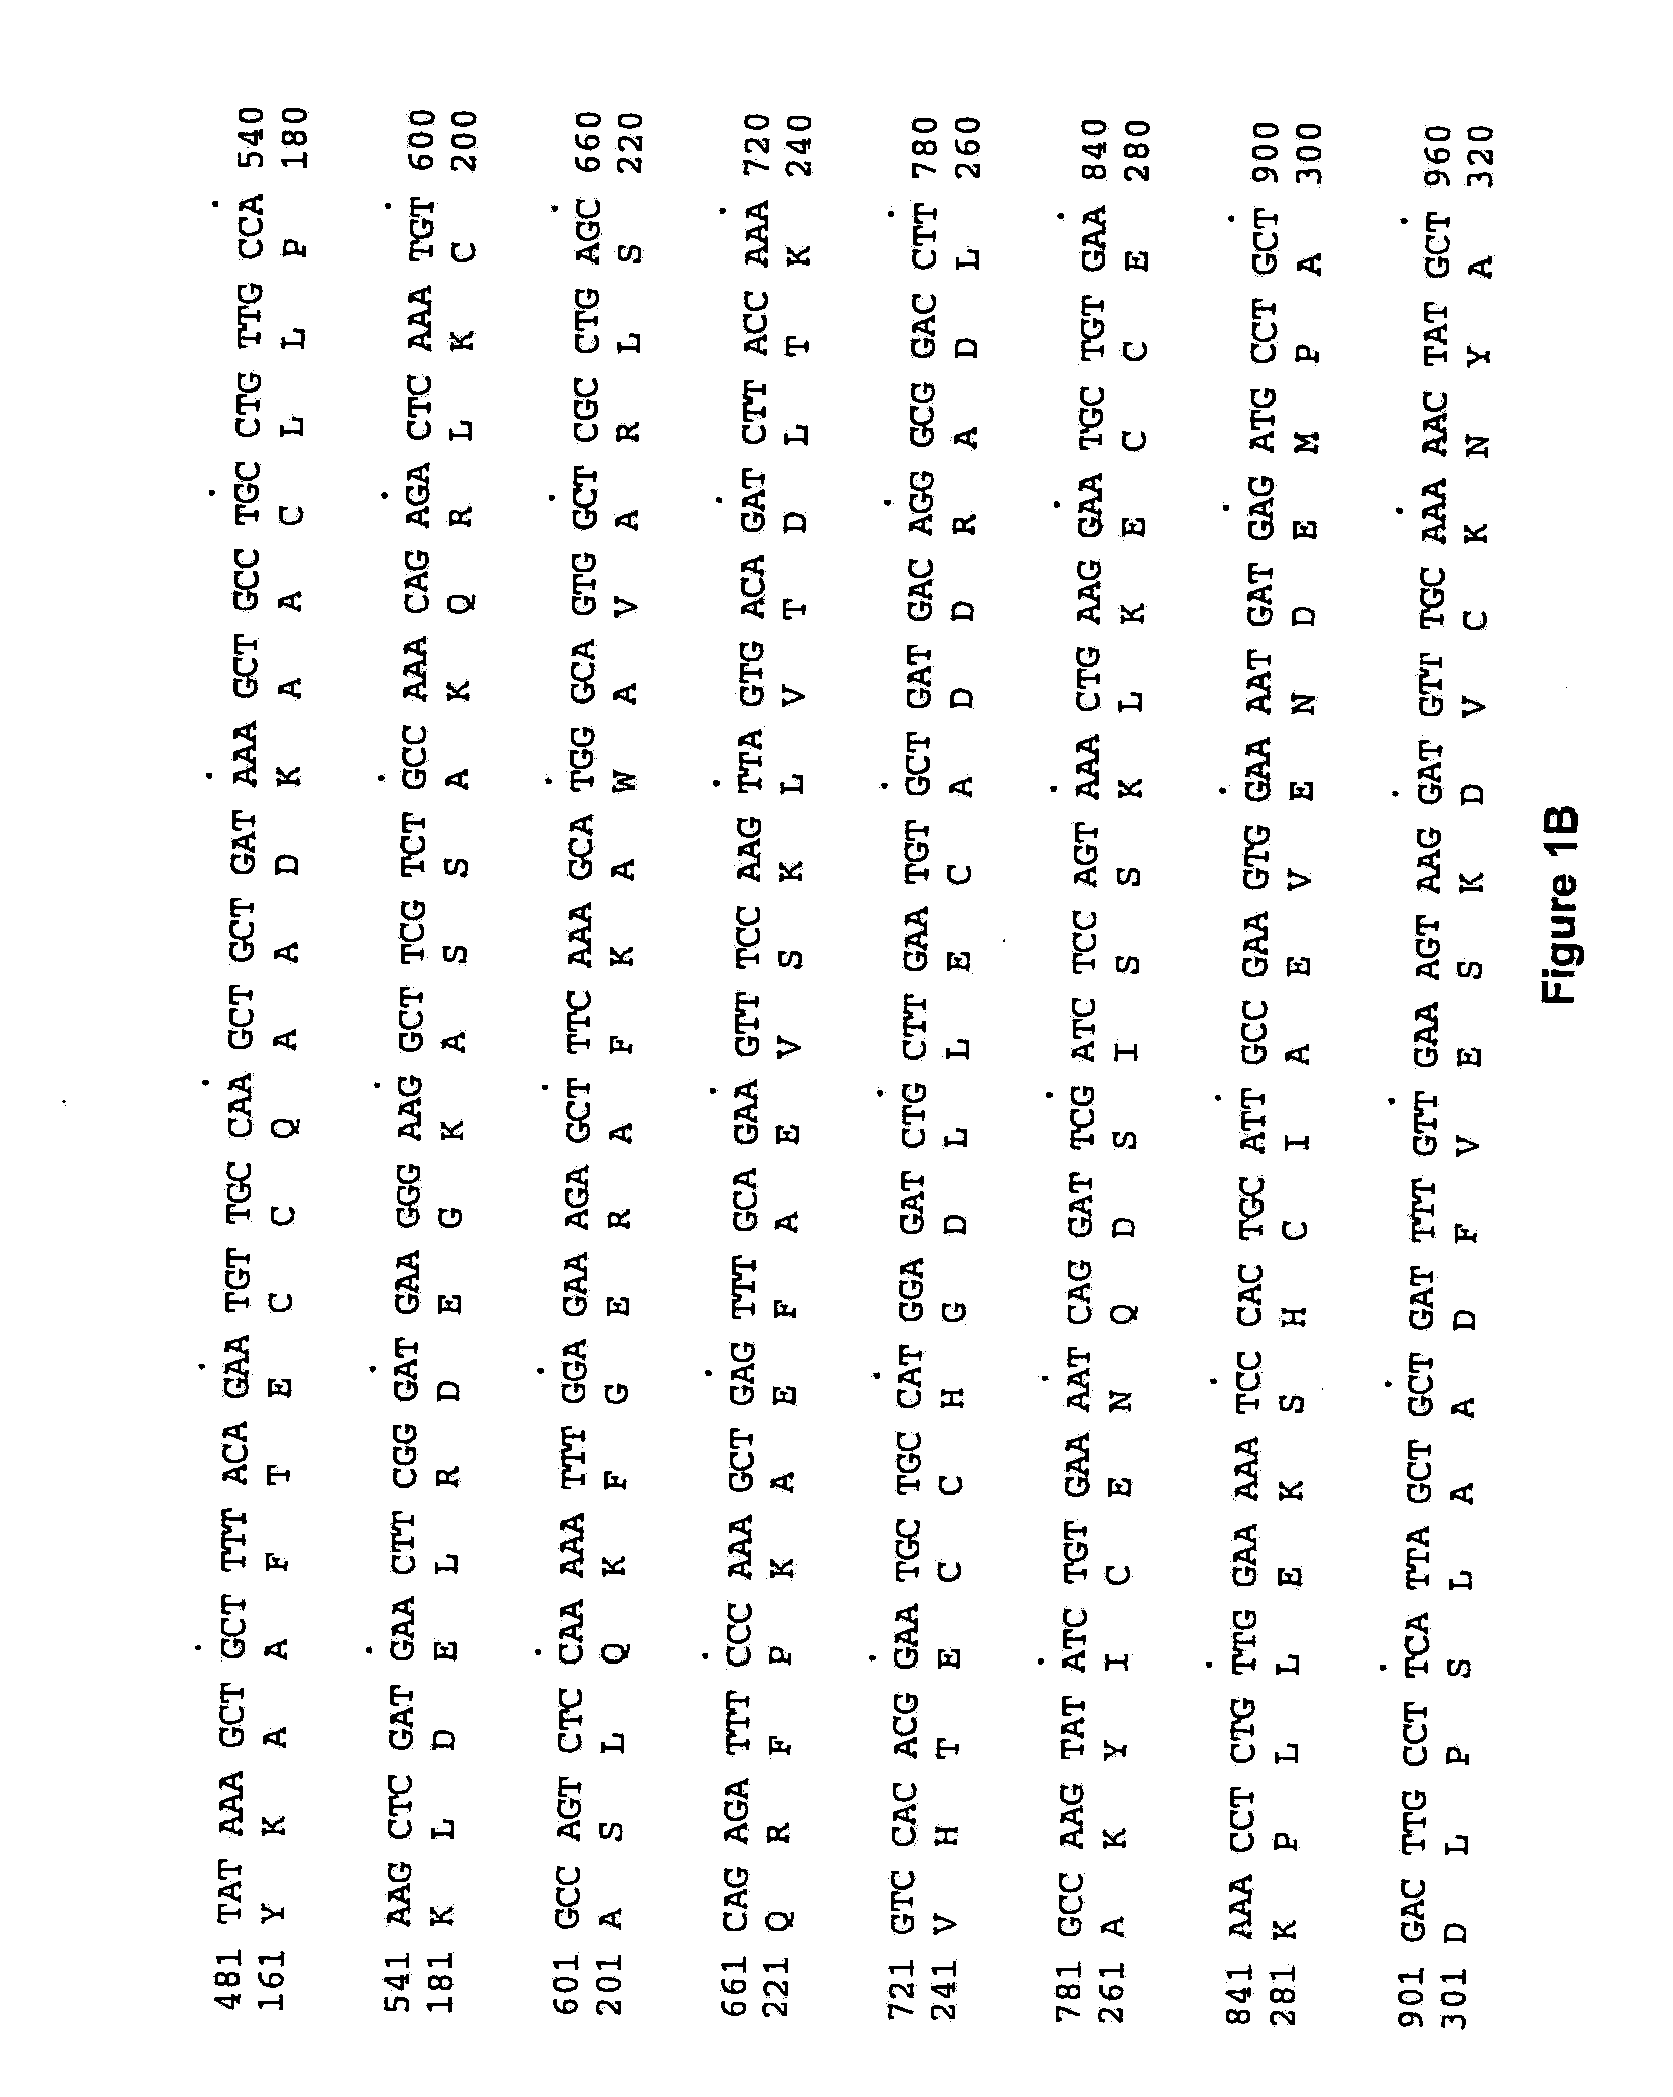 481 TAT AAA GCT GCT TTT ACA GAA TGT TGC CAA GCT GCT GAT AAA GCT GCC TGC CTG TTG CCA 540
161 Y K A A F T E C C Q A A D K A A C L L P 180
541 AAG CTC GAT GAA CTT CGG GAT GAA GGG AAG GCT TCG TCT GCC AAA CAG AGA CTC AAA TGT 600
181 K L D E L R D E G K A S S A K Q R L K C 200
601 GCC AGT CTC CAA AAA TTT GGA GAA AGA GCT TTC AAA GCA TGG GCA GTG GCT CGC CTG AGC 660
201 A S L Q K F G E R A F K A W A V A R L S 220
661 CAG AGA TTT CCC AAA GCT GAG TTT GCA GAA GTT TCC AAG TTA GTG ACA GAT CTT ACC AAA 720
221 Q R F P K A E F A E V S K L V T D L T K 240
721 GTC CAC ACG GAA TGC TGC CAT GGA GAT CTG CTT GAA TGT GCT GAT GAC AGG GCG GAC CTT 780
241 V H T E C C H G D L L E C A D D R A D L 260
781 GCC AAG TAT ATC TGT GAA AAT CAG GAT TCG ATC TCC AGT AAA CTG AAG GAA TGC TGT GAA 840
261 A K Y I C E N Q D S I S S K L K E C C E 280
841 AAA CCT CTG TTG GAA AAA TCC CAC TGC ATT GCC GAA GTG GAA AAT GAT GAG ATG CCT GCT 900
281 K P L L E K S H C I A E V E N D E M P A 300
901 GAC TTG CCT TCA TTA GCT GCT GAT TTT GTT GAA AGT AAG GAT GTT TGC AAA AAC TAT GCT 960
301 D L P S L A A D F V E S K D V C K N Y A 320
Figure 1B